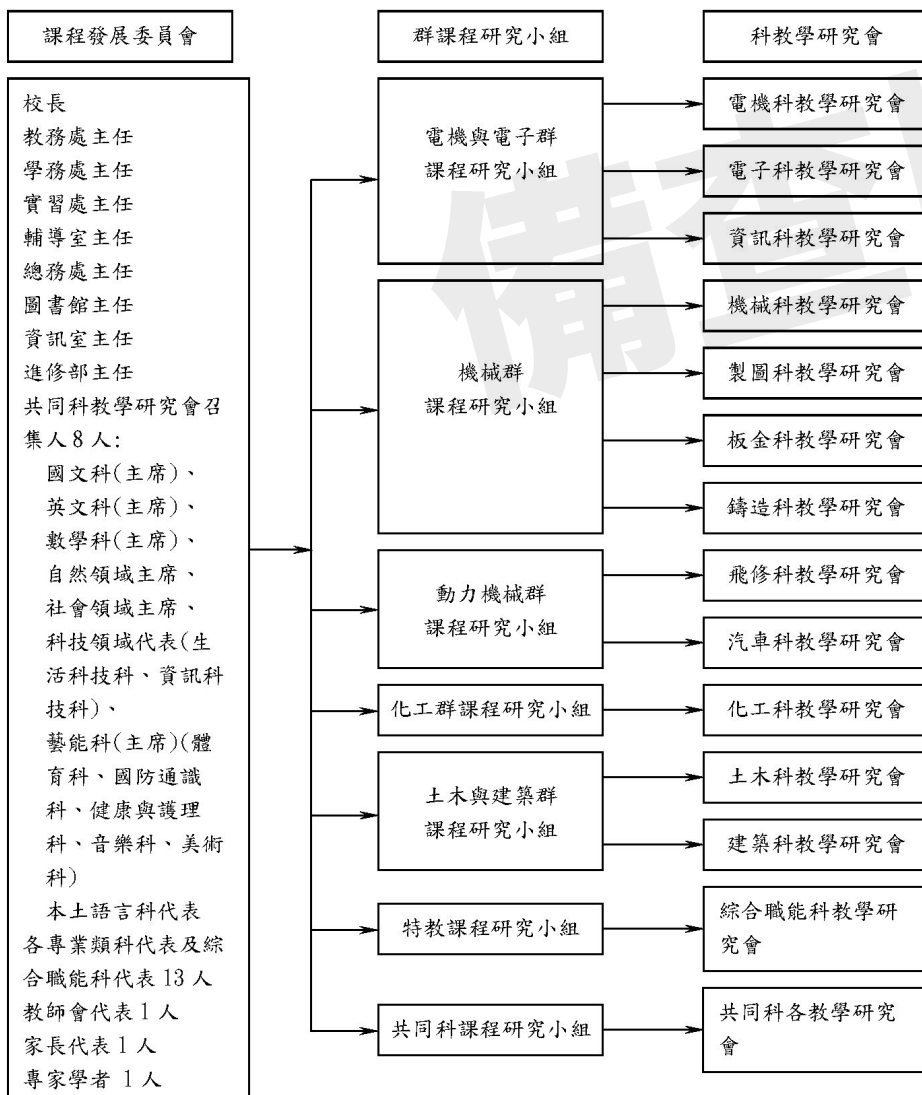 課程發展委員會
校長
教務處主任
學務處主任
實習處主任
輔導室主任
總務處主任
圖書館主任
資訊室主任
進修部主任
共同科教學研究會召
集人8人:
國文科(主席)、
英文科(主席)、
數學科(主席)、
自然領域主席、
社會領域主席、
科技領域代表(生
活科技科、資訊科
技科)、
藝能科(主席)(體
育科、國防通識
科、健康與護理
科、音樂科、美術
科)
本土語言科代表
各專業類科代表及綜
合職能科代表13人
教師會代表1人
家長代表1人
專家學者 1人
群課程研究小組
電機與電子群
課程研究小組
機械群
課程研究小組
動力機械群
課程研究小組
化工群課程研究小組
土木與建築群
課程研究小組
特教課程研究小組
共同科課程研究小組
科教學研究會
電機科教學研究會
電子科教學研究會
資訊科教學研究會
機械科教學研究會
製圖科教學研究會
板金科教學研究會
鑄造科教學研究會
飛修科教學研究會
汽車科教學研究會
化工科教學研究會
土木科教學研究會
建築科教學研究會
綜合職能科教學研
究會
共同科各教學研究
會
備查